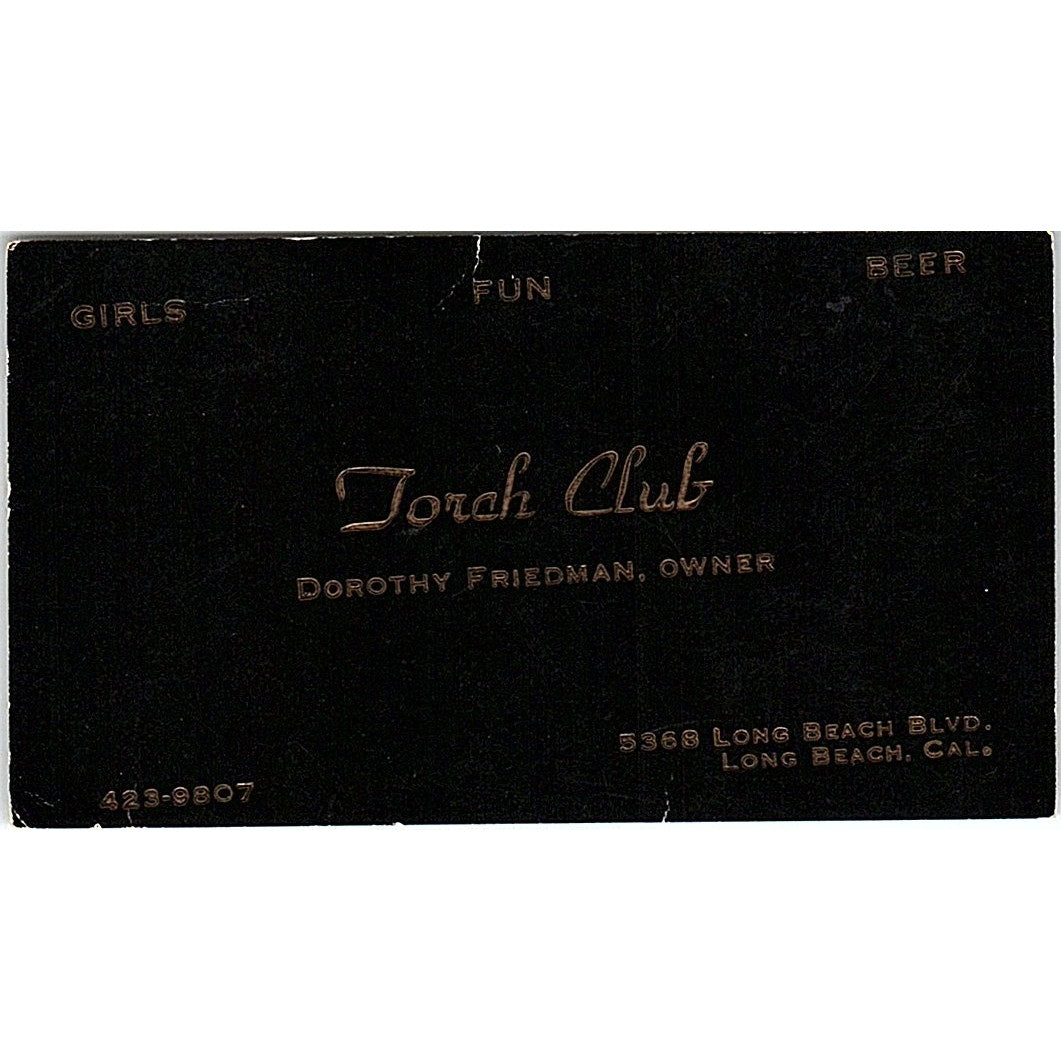 GIRLS FUN BEER
Torch Club
DOROTHY FRIEDMAN, OWNER
5368 LONG BEACH BLVD.
LONG BEACH, CAL.
423-9807